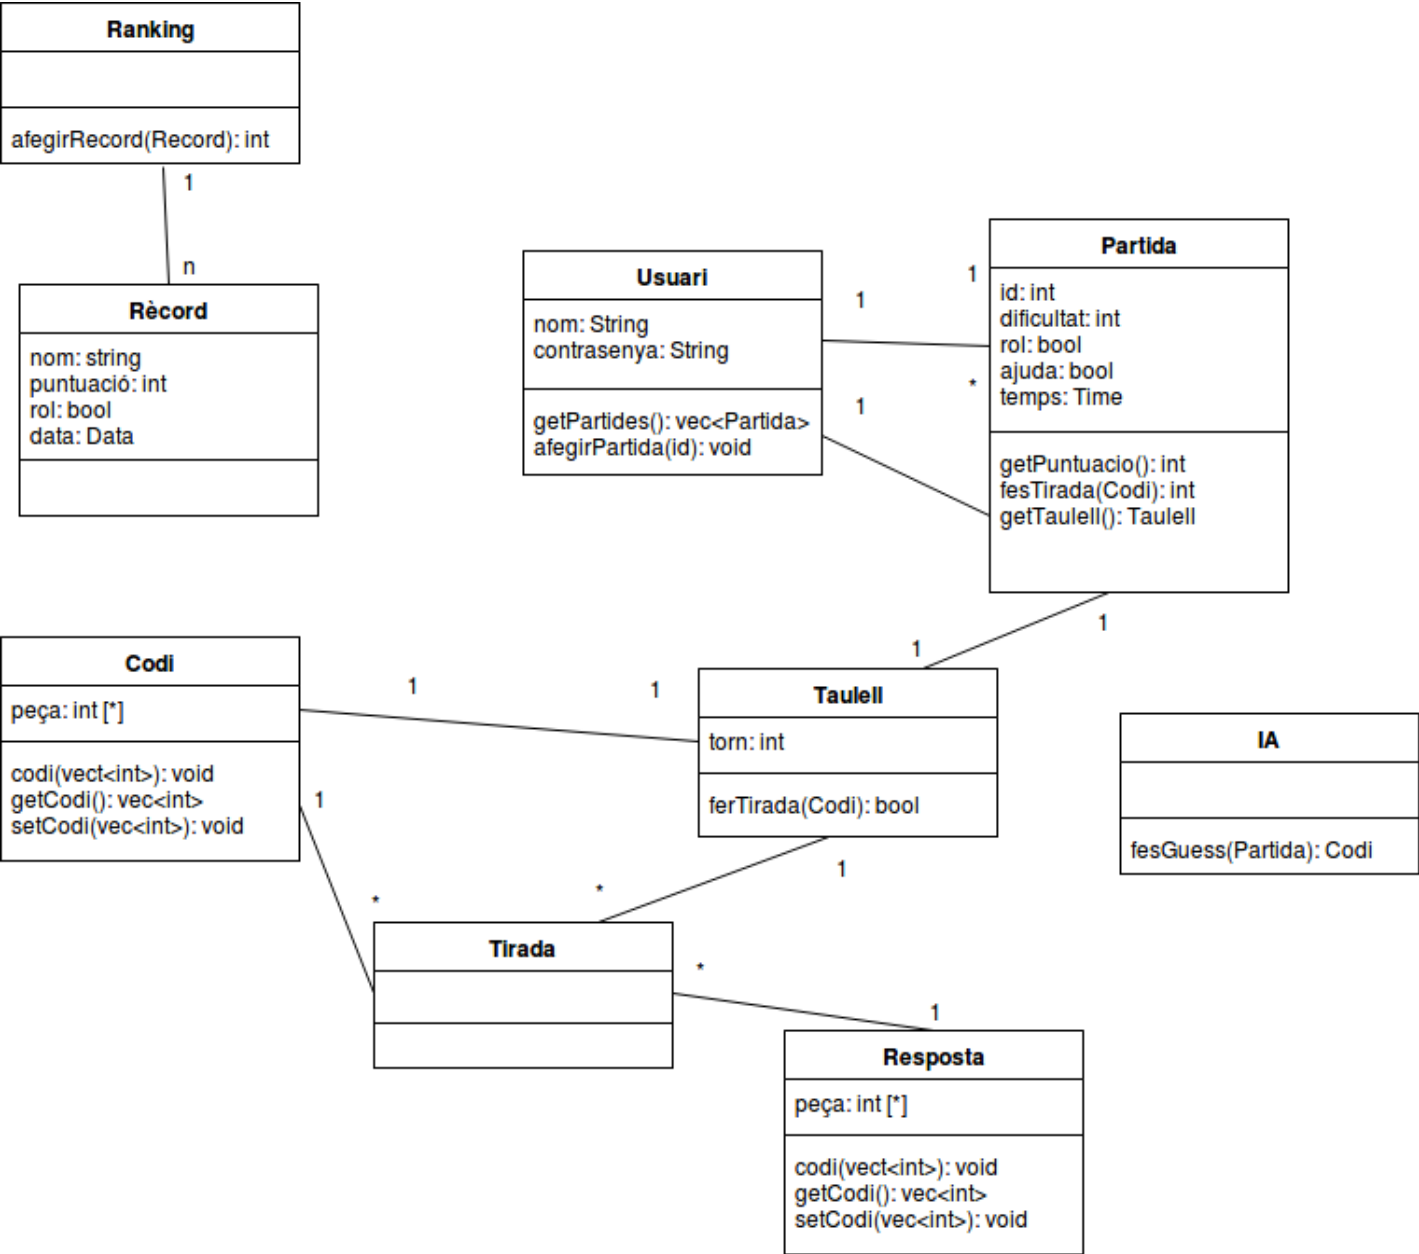 Ranking
afegirRecord(Record): int
1
n
Rècord
nom: string
puntuació: int
rol: bool
data: Data
Usuari
nom: String
contrasenya: String
getPartides(): vec<Partida>
afegirPartida(id): void
1
1
1
*
Partida
id: int
dificultat: int
rol: bool
ajuda: bool
temps: Time
getPuntuacio(): int
fesTirada(Codi): int
getTaulell(): Taulell
1
1
Codi
peça: int [*]
codi(vect<int>): void
getCodi(): vec<int>
setCodi(vec<int>): void
1
1
Taulell
torn: int
ferTirada(Codi): bool
IA
fesGuess(Partida): Codi
1
*
*
1
Tirada
*
1
Resposta
peça: int [*]
codi(vect<int>): void
getCodi(): vec<int>
setCodi(vec<int>): void